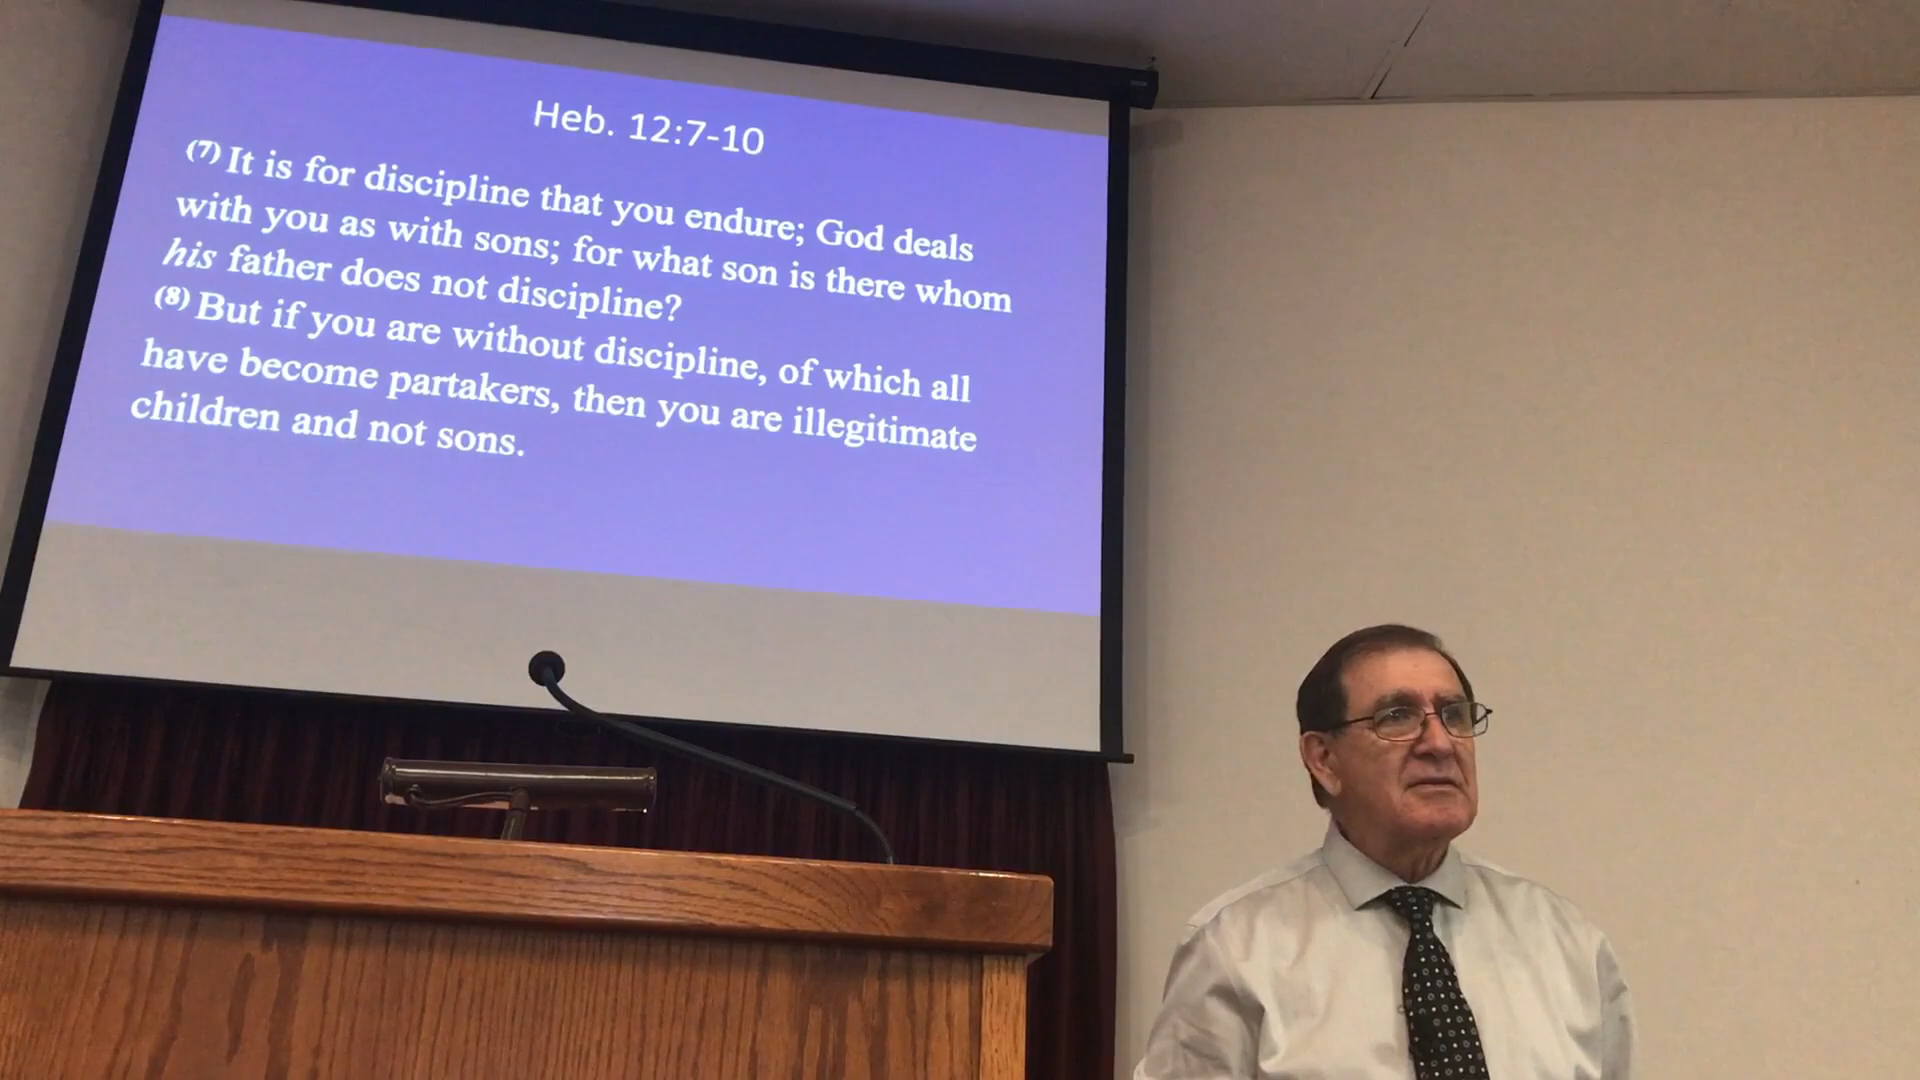 Heb. 12:7-10
(7) It is for discipline that you endure; God deals
with you as with sons; for what son is there whom
his father does not discipline?
(8) But if you are without discipline, of which all
have become partakers, then you are illegitimate
children and not sons.